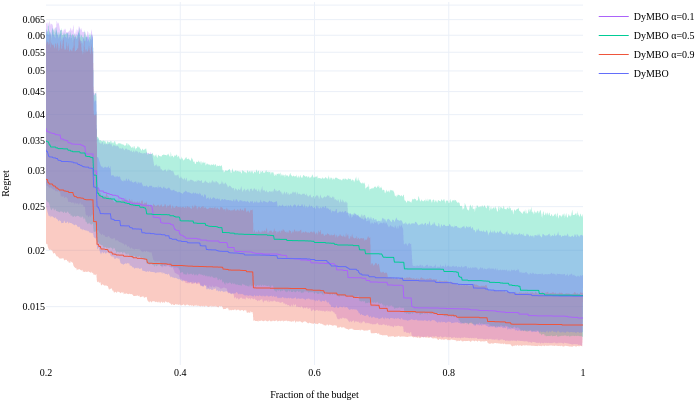 0.065
0.06
0.055
0.05
0.045
0.04
0.035
0.03
0.025
0.02
0.015
Regret
0.2
0.4
0.6
0.8
1
Fraction of the budget
DyMBO α=0.1
DyMBO α=0.5
DyMBO α=0.9
DyMBO